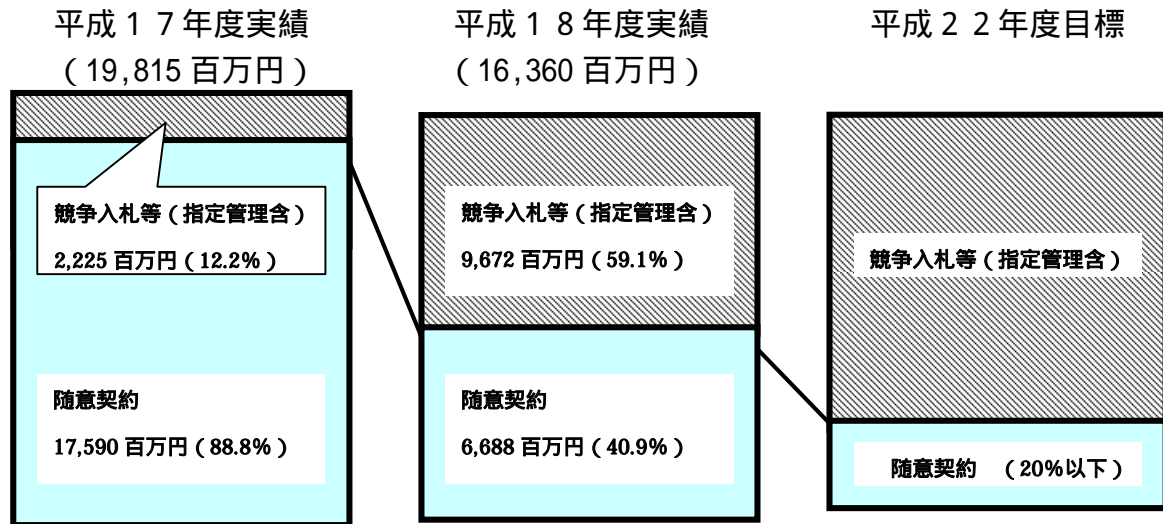 平成１７年度実績
（19,815 百万円）
競争入札等（指定管理含）
2,225 百万円（12.2％）
随意契約
17,590 百万円（88.8％）
平成１８年度実績
（16,360 百万円）
競争入札等（指定管理含）
9,672 百万円（59.1％）
随意契約
6,688 百万円（40.9％）
平成２２年度目標
競争入札等（指定管理含）
随意契約　（20％以下）